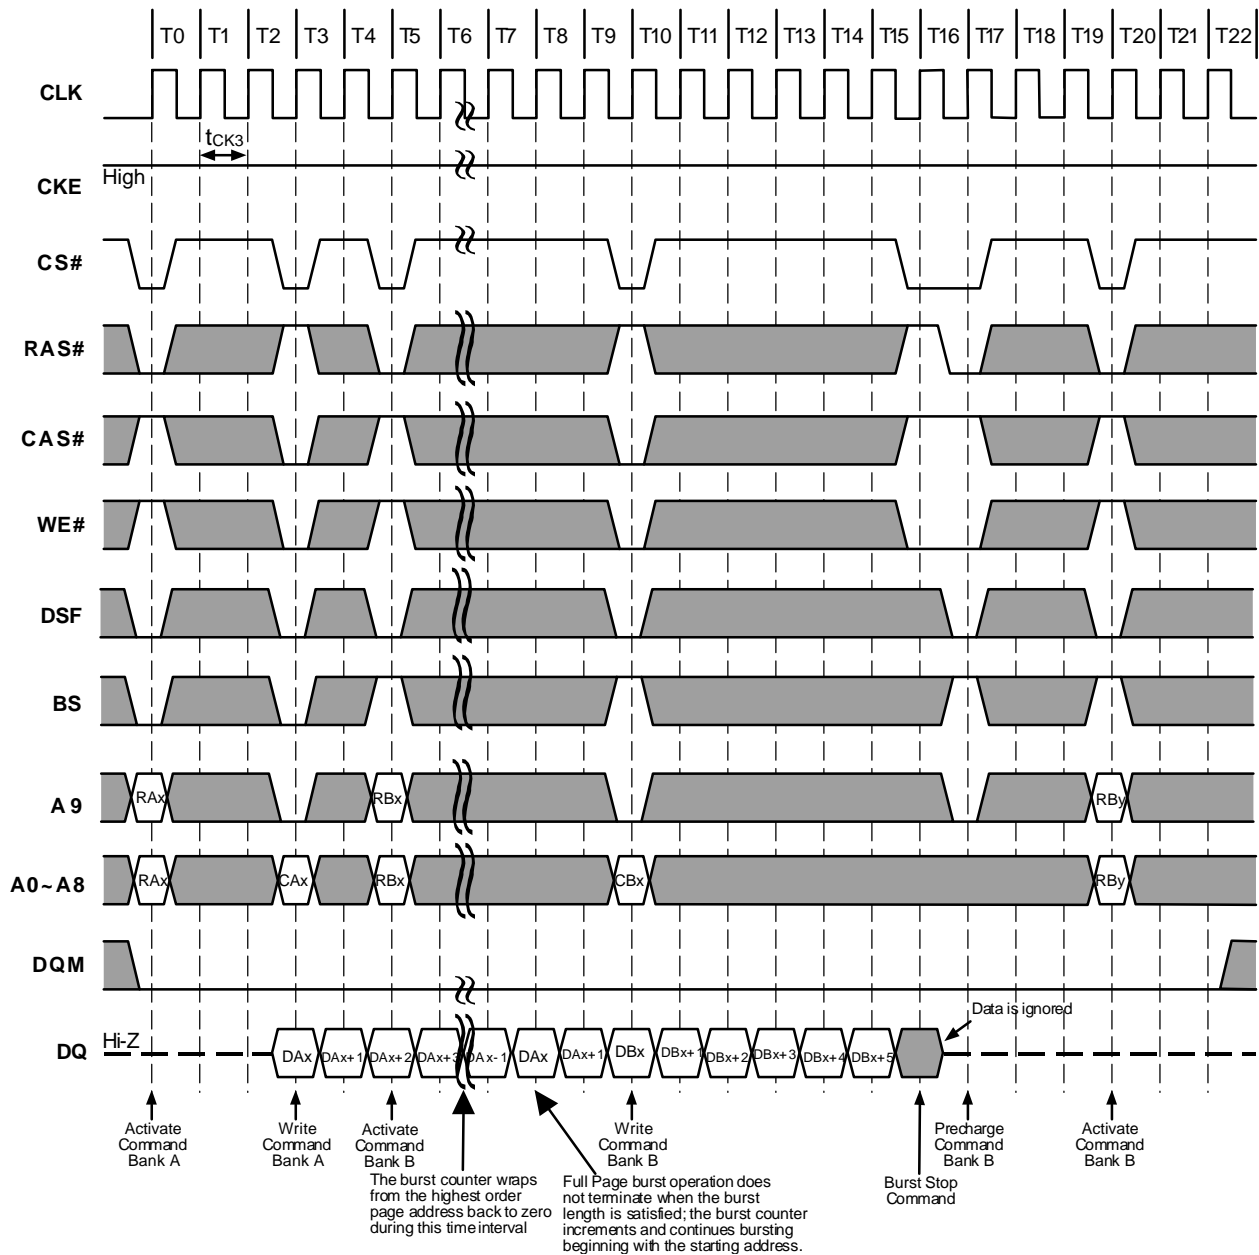 T0 T1 T2 T3 T4 T5 T6 T7 T8 T9 T10 T11 T12 T13 T14 T15 T16 T17 T18 T19 T20 T21 T22
CLK
tCK3
High
CKE
CS#
RAS#
CAS#
WE#
DSF
BS
A9 RAx RBx RBy
A0~A8 RAx CAx RBx CBx RBy
DQM
Data is ignored
Hi-Z
DQ DAx DAx+1 DAx+2 DAx+3 DAx-1 DAx DAx+1 DBx DBx+1 DBx+2 DBx+3 DBx+4 DBx+5
Activate
Command
Bank A
Write
Command
Bank A
Activate
Command
Bank B
The burst counter wraps
from the highest order
page address back to zero
during this time interval
Full Page burst operation does
not terminate when the burst
length is satisfied; the burst counter
increments and continues bursting
beginning with the starting address.
Write
Command
Bank B
Burst Stop
Command
Precharge
Command
Bank B
Activate
Command
Bank B